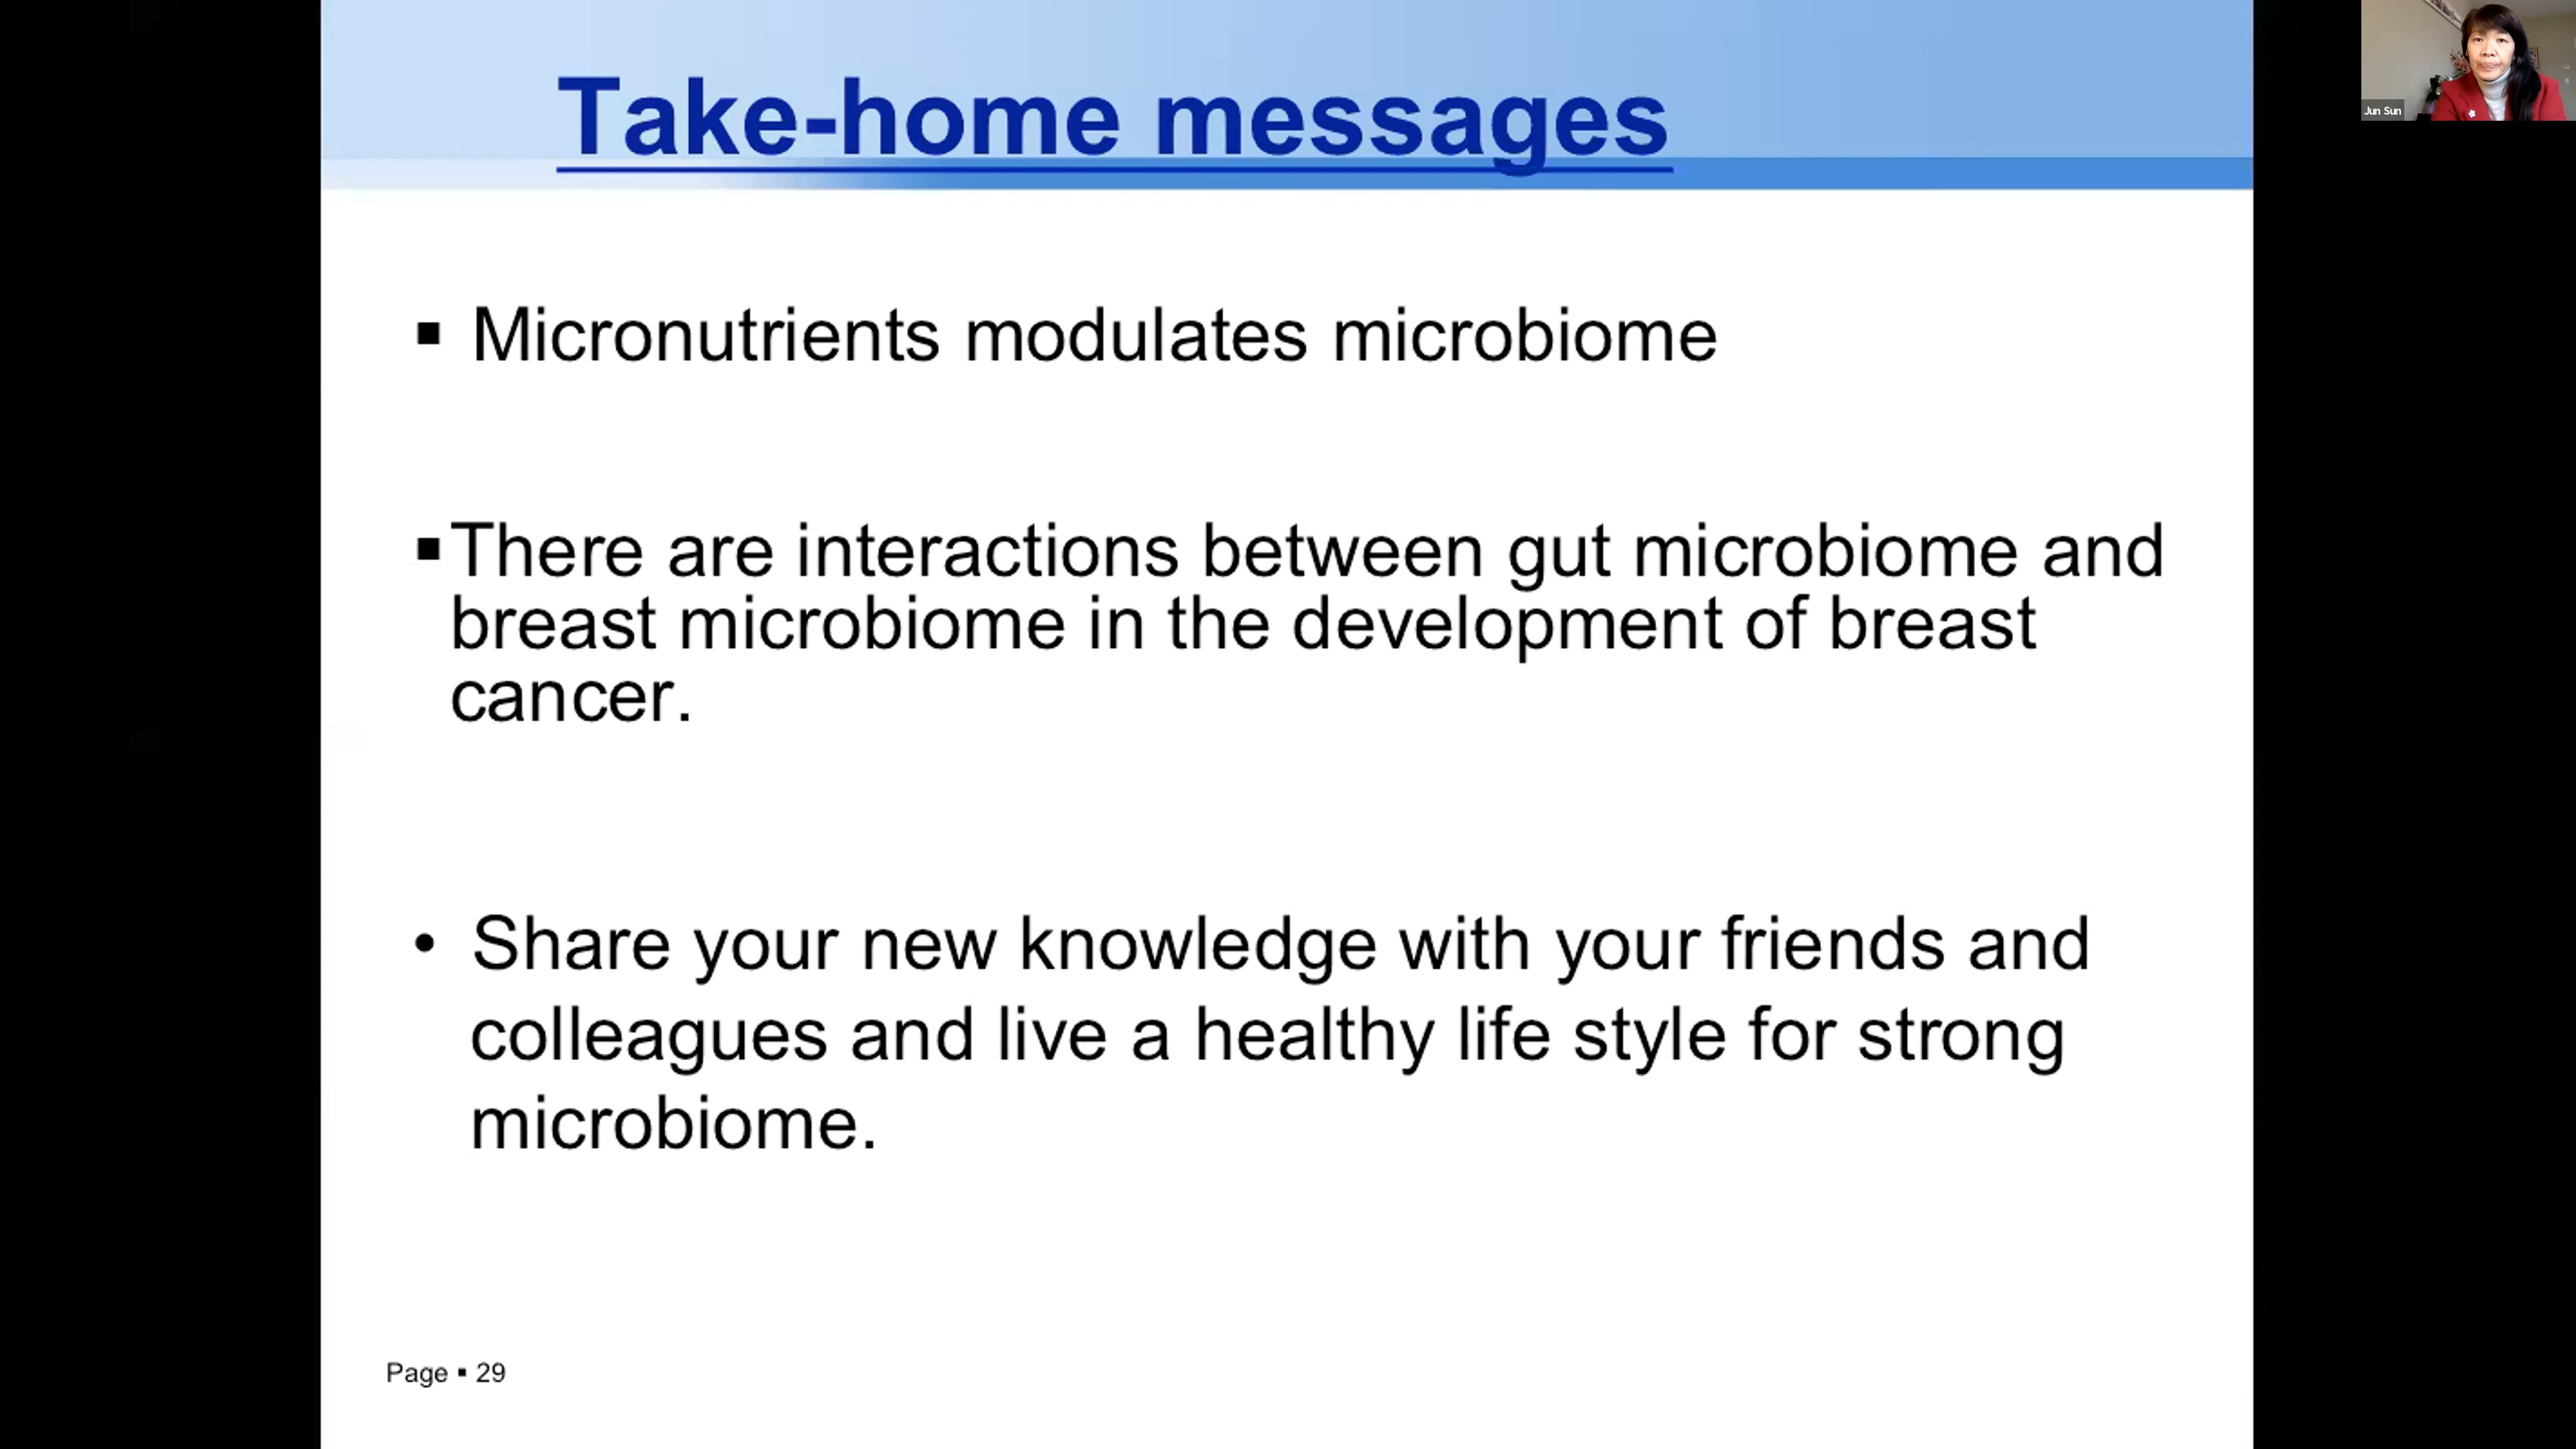 Take-home messages
Jun Sun
▪ Micronutrients modulates microbiome
▪There are interactions between gut microbiome and
breast microbiome in the development of breast
cancer.
• Share your new knowledge with your friends and
colleagues and live a healthy life style for strong
microbiome.
Page ▪ 29